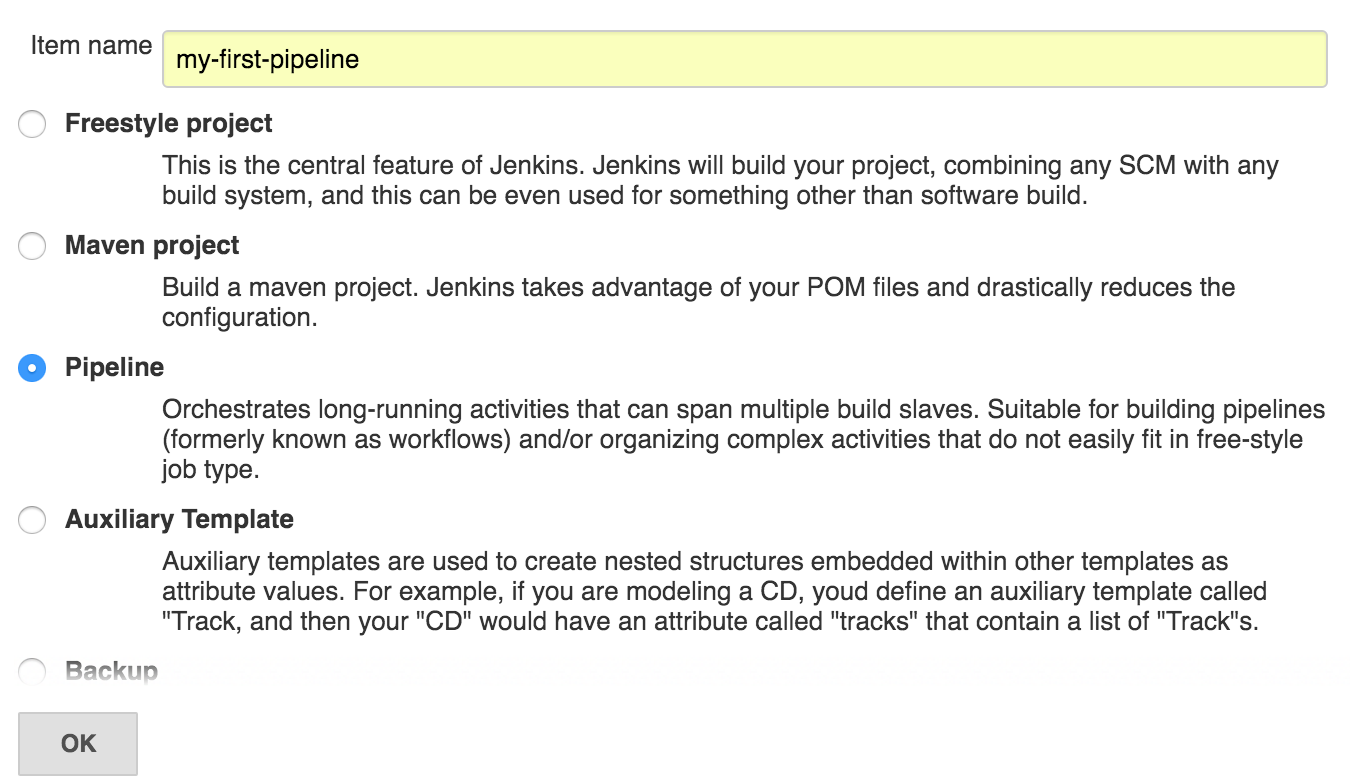 Item name my-first-pipeline
Freestyle project
This is the central feature of Jenkins. Jenkins will build your project, combining any SCM with any
build system, and this can be even used for something other than software build.
Maven project
Build a maven project. Jenkins takes advantage of your POM files and drastically reduces the
configuration.
Pipeline
Orchestrates long-running activities that can span multiple build slaves. Suitable for building pipelines
(formerly known as workflows) and/or organizing complex activities that do not easily fit in free-style
job type.
Auxiliary Template
Auxiliary templates are used to create nested structures embedded within other templates as
attribute values. For example, if you are modeling a CD, youd define an auxiliary template called
"Track, and then your "CD" would have an attribute called "tracks" that contain a list of "Track"s.
Backup
OK